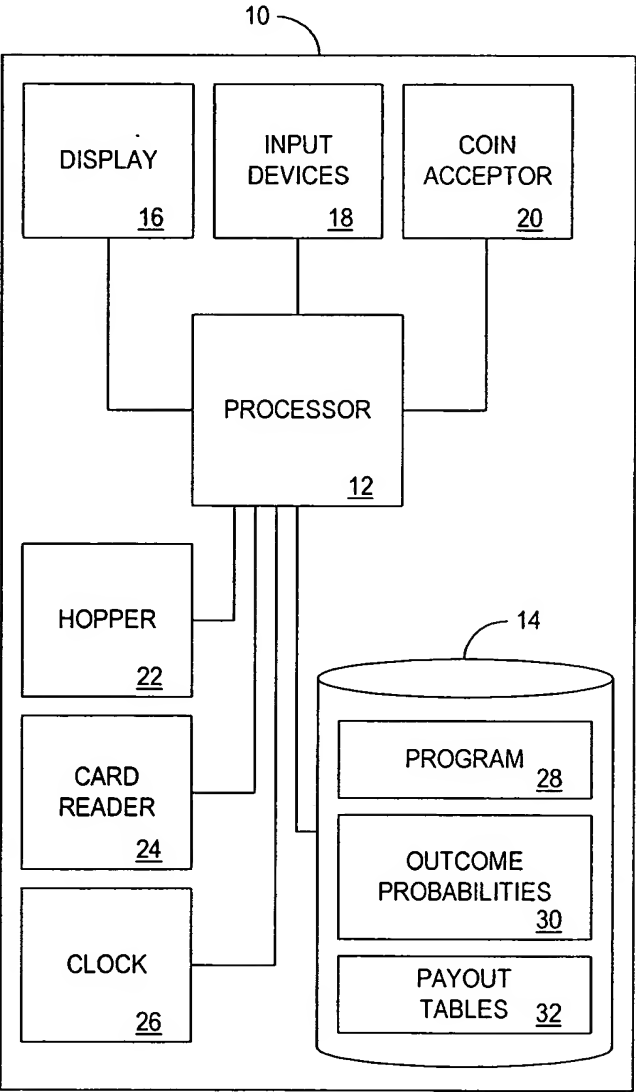 10
DISPLAY
16
INPUT
DEVICES
18
COIN
ACCEPTOR
20
PROCESSOR
12
HOPPER
22
14
CARD
READER
24
PROGRAM
28
OUTCOME
PROBABILITIES
30
CLOCK
26
PAYOUT
TABLES
32